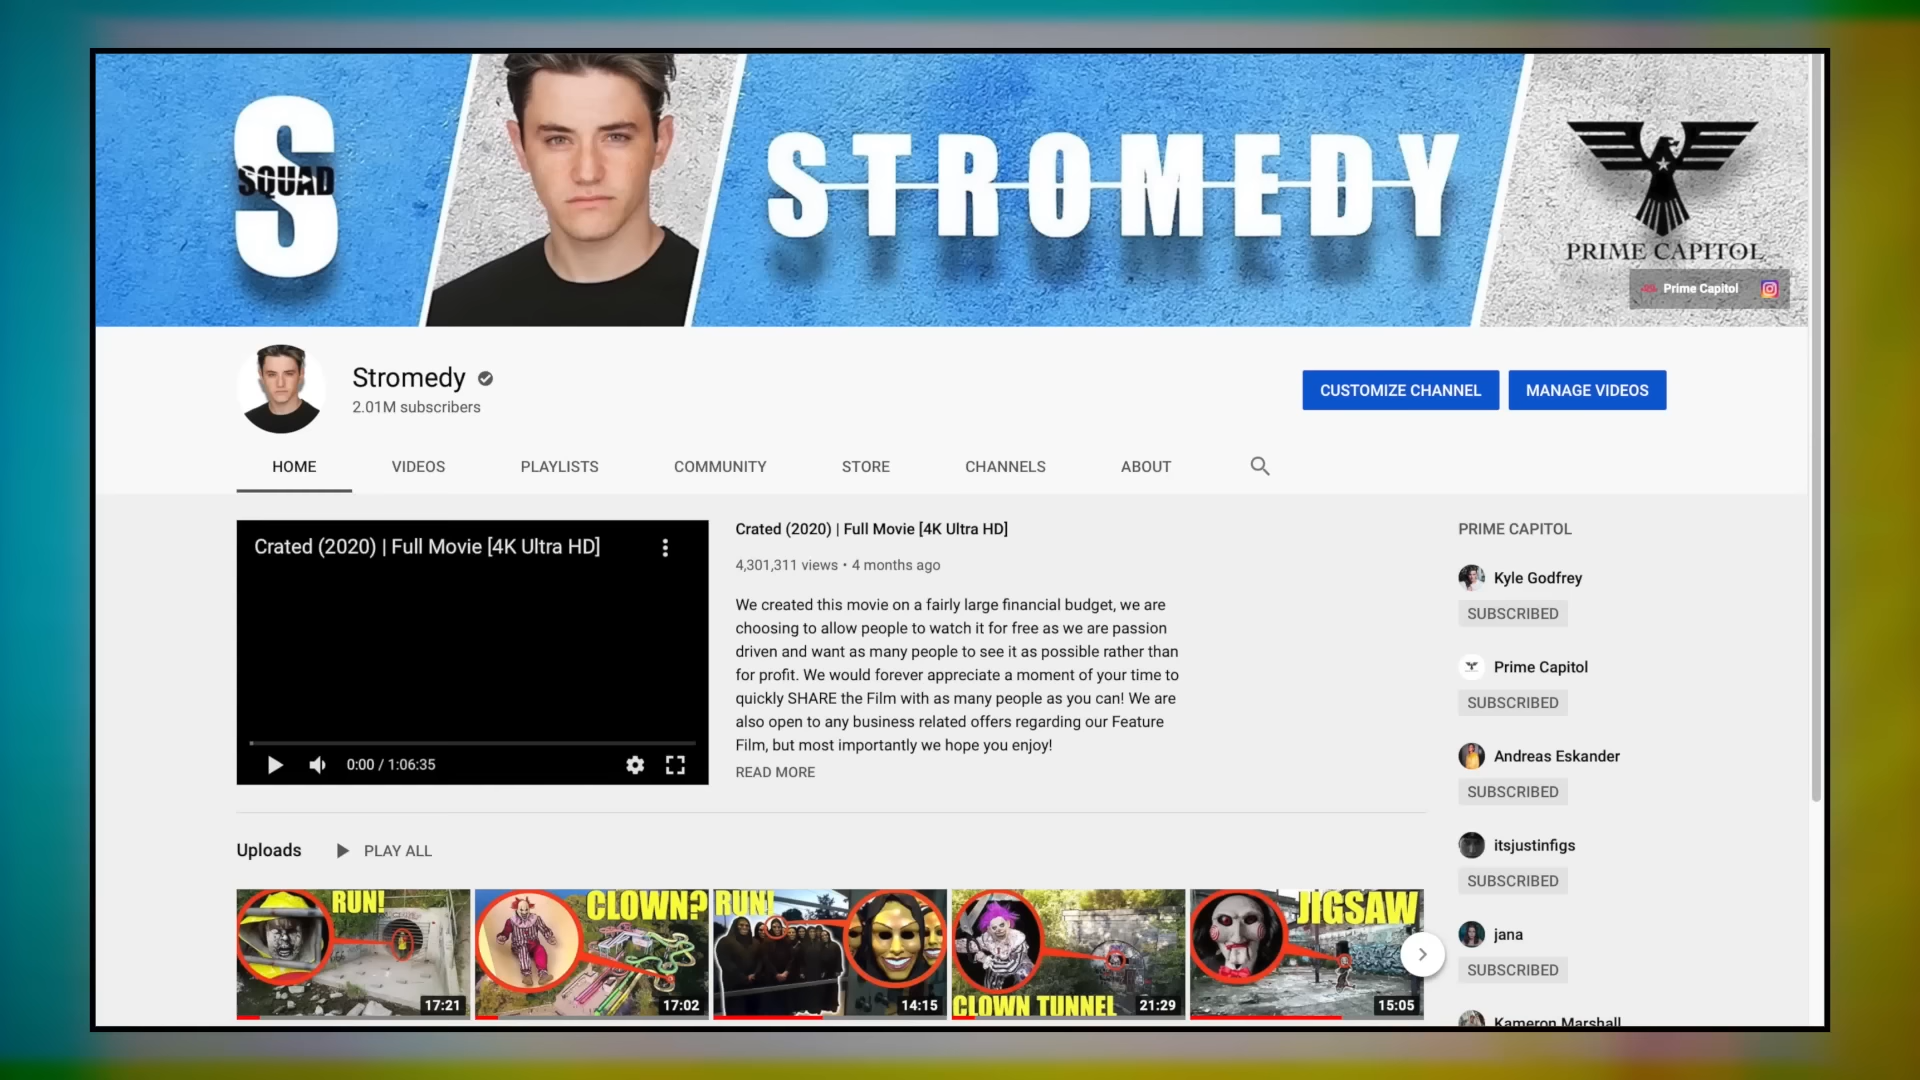 S
SQUAD
STROMEDY
PRIME CAPITOL
Prime Capitol
Stromedy
2.01M subscribers
CUSTOMIZE CHANNEL
MANAGE VIDEOS
HOME
VIDEOS
PLAYLISTS
COMMUNITY
STORE
CHANNELS
ABOUT
Crated (2020) | Full Movie [4K Ultra HD]
0:00 / 1:06:35
Crated (2020) | Full Movie [4K Ultra HD]
4,301,311 views • 4 months ago
We created this movie on a fairly large financial budget, we are
choosing to allow people to watch it for free as we are passion
driven and want as many people to see it as possible rather than
for profit. We would forever appreciate a moment of your time to
quickly SHARE the Film with as many people as you can! We are
also open to any business related offers regarding our Feature
Film, but most importantly we hope you enjoy!
READ MORE
PRIME CAPITOL
Kyle Godfrey
SUBSCRIBED
Prime Capitol
SUBSCRIBED
Andreas Eskander
SUBSCRIBED
itsjustinfigs
SUBSCRIBED
jana
SUBSCRIBED
Kameron Marshall
Uploads
PLAY ALL
RUN!
17:21
CLOWN?
17:02
RUN!
14:15
CLOWN TUNNEL
21:29
JIGSAW
15:05